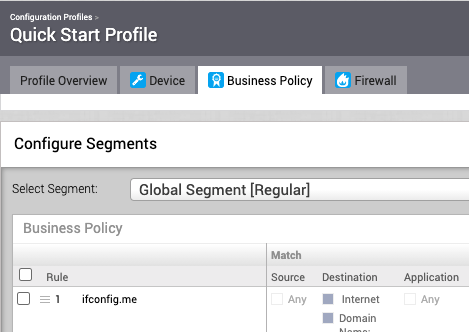 Configuration Profiles >
Quick Start Profile
Profile Overview Device Business Policy Firewall
Configure Segments
Select Segment: Global Segment [Regular]
Business Policy
Match
Rule Source Destination Application
1 ifconfig.me Any Internet Any
Domain
Name: